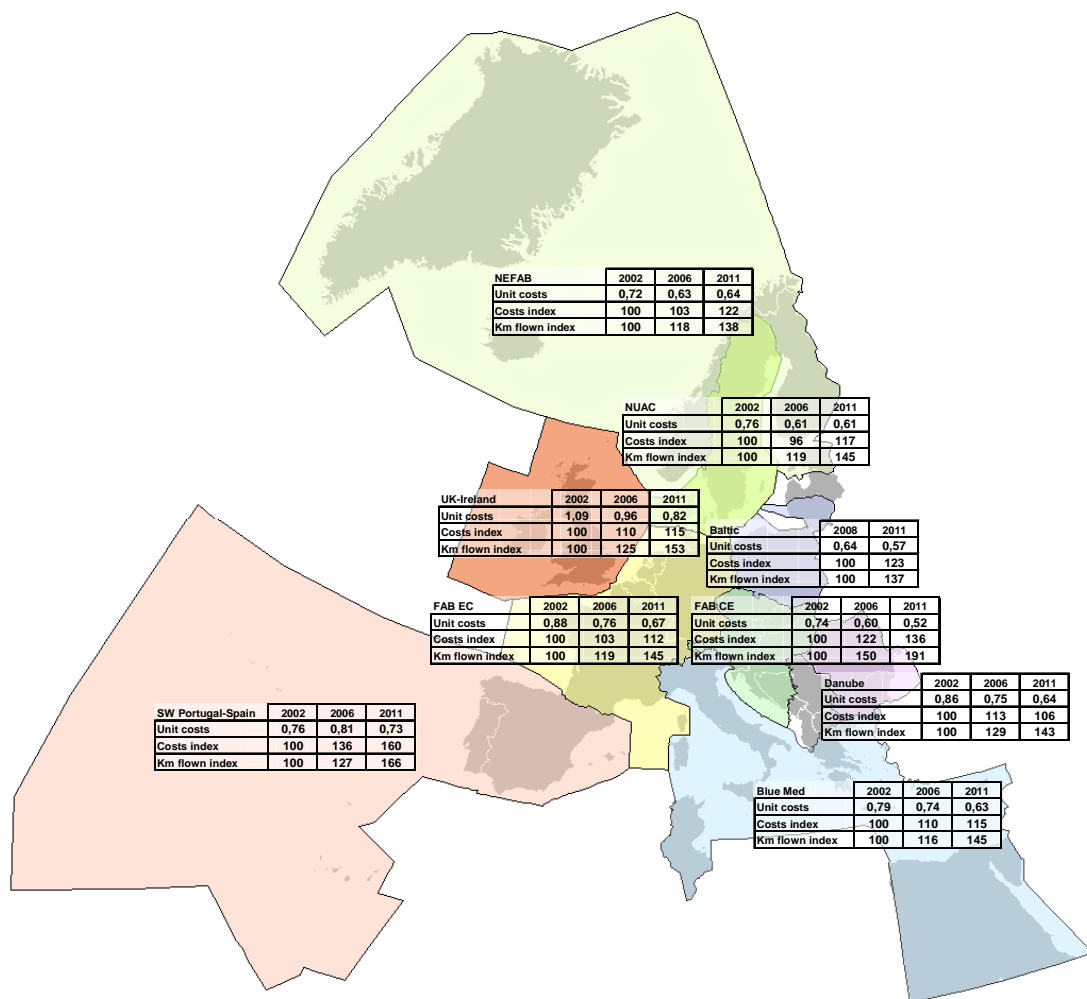 NEFAB 2002 2006 2011
Unit costs 0,72 0,63 0,64
Costs index 100 103 122
Km flown index 100 118 138
NUAC 2002 2006 2011
Unit costs 0,76 0,61 0,61
Costs index 100 96 117
Km flown index 100 119 145
UK-Ireland 2002 2006 2011
Unit costs 1,09 0,96 0,82
Costs index 100 110 115
Km flown index 100 125 153
Baltic 2008 2011
Unit costs 0,64 0,57
Costs index 100 123
Km flown index 100 137
FAB EC 2002 2006 2011
Unit costs 0,88 0,76 0,67
Costs index 100 103 112
Km flown index 100 119 145
FAB CE 2002 2006 2011
Unit costs 0,74 0,60 0,52
Costs index 100 122 136
Km flown index 100 150 191
Danube 2002 2006 2011
Unit costs 0,86 0,75 0,64
Costs index 100 113 106
Km flown index 100 129 143
SW Portugal-Spain 2002 2006 2011
Unit costs 0,76 0,81 0,73
Costs index 100 136 160
Km flown index 100 127 166
Blue Med 2002 2006 2011
Unit costs 0,79 0,74 0,63
Costs index 100 110 115
Km flown index 100 116 145